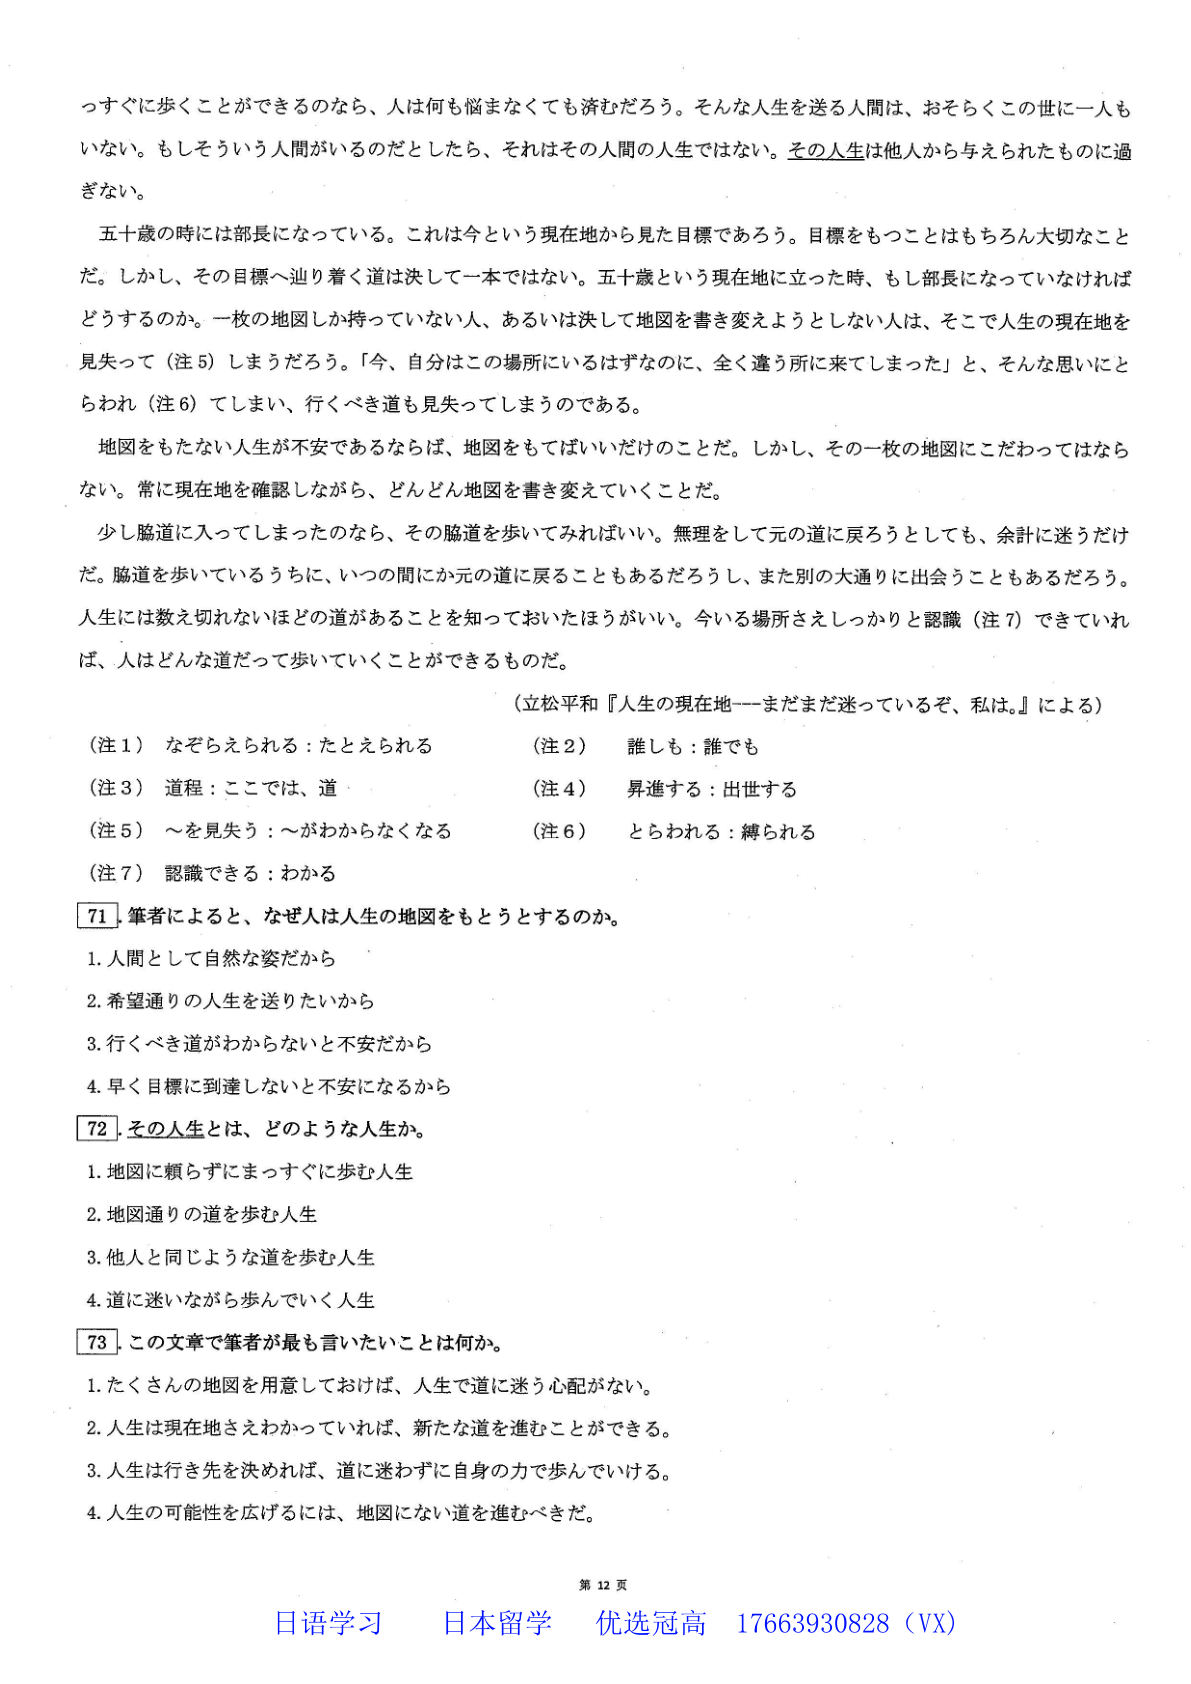 っすぐに歩くことができるのなら、人は何も悩まなくても済むだろう。そんな人生を送る人間は、おそらくこの世に一人も
いない。もしそういう人間がいるのだとしたら、それはその人間の人生ではない。その人生は他人から与えられたものに過
ぎない。
五十歳の時には部長になっている。これは今という現在地から見た目標であろう。目標をもつことはもちろん大切なこと
だ。しかし、その目標へ辿り着く道は決して一本ではない。五十歳という現在地に立った時、もし部長になっていなければ
どうするのか。一枚の地図しか持っていない人、あるいは決して地図を書き変えようとしない人は、そこで人生の現在地を
見失って（注5）しまうだろう。「今、自分はこの場所にいるはずなのに、全く違う所に来てしまった」と、そんな思いにと
らわれ（注6）てしまい、行くべき道も見失ってしまうのである。
地図をもたない人生が不安であるならば、地図をもてばいいだけのことだ。しかし、その一枚の地図にこだわってはなら
ない。常に現在地を確認しながら、どんどん地図を書き変えていくことだ。
少し脇道に入ってしまったのなら、その脇道を歩いてみればいい。無理をして元の道に戻ろうとしても、余計に迷うだけ
だ。脇道を歩いているうちに、いつの間にか元の道に戻ることもあるだろうし、また別の大通りに出会うこともあるだろう。
人生には数え切れないほどの道があることを知っておいたほうがいい。今いる場所さえしっかりと認識（注7）できていれ
ば、人はどんな道だって歩いていくことができるものだ。
（立松平和『人生の現在地---まだまだ迷っているぞ、私は。』による）
（注1） なぞらえられる：たとえられる （注2） 誰しも：誰でも
（注3） 道程：ここでは、道 （注4） 昇進する：出世する
（注5） ～を見失う：～がわからなくなる （注6） とらわれる：縛られる
（注7） 認識できる：わかる
71.筆者によると、なぜ人は人生の地図をもとうとするのか。
1.人間として自然な姿だから
2.希望通りの人生を送りたいから
3.行くべき道がわからないと不安だから
4.早く目標に到達しないと不安になるから
72.その人生とは、どのような人生か。
1.地図に頼らずにまっすぐに歩む人生
2.地図通りの道を歩む人生
3.他人と同じような道を歩む人生
4.道に迷いながら歩んでいく人生
73.この文章で筆者が最も言いたいことは何か。
1.たくさんの地図を用意しておけば、人生で道に迷う心配がない。
2.人生は現在地さえわかっていれば、新たな道を進むことができる。
3.人生は行き先を決めれば、道に迷わずに自身の力で歩んでいける。
4.人生の可能性を広げるには、地図にない道を進むべきだ。
第 12 页
日语学习 日本留学 优选冠高 17663930828（VX)